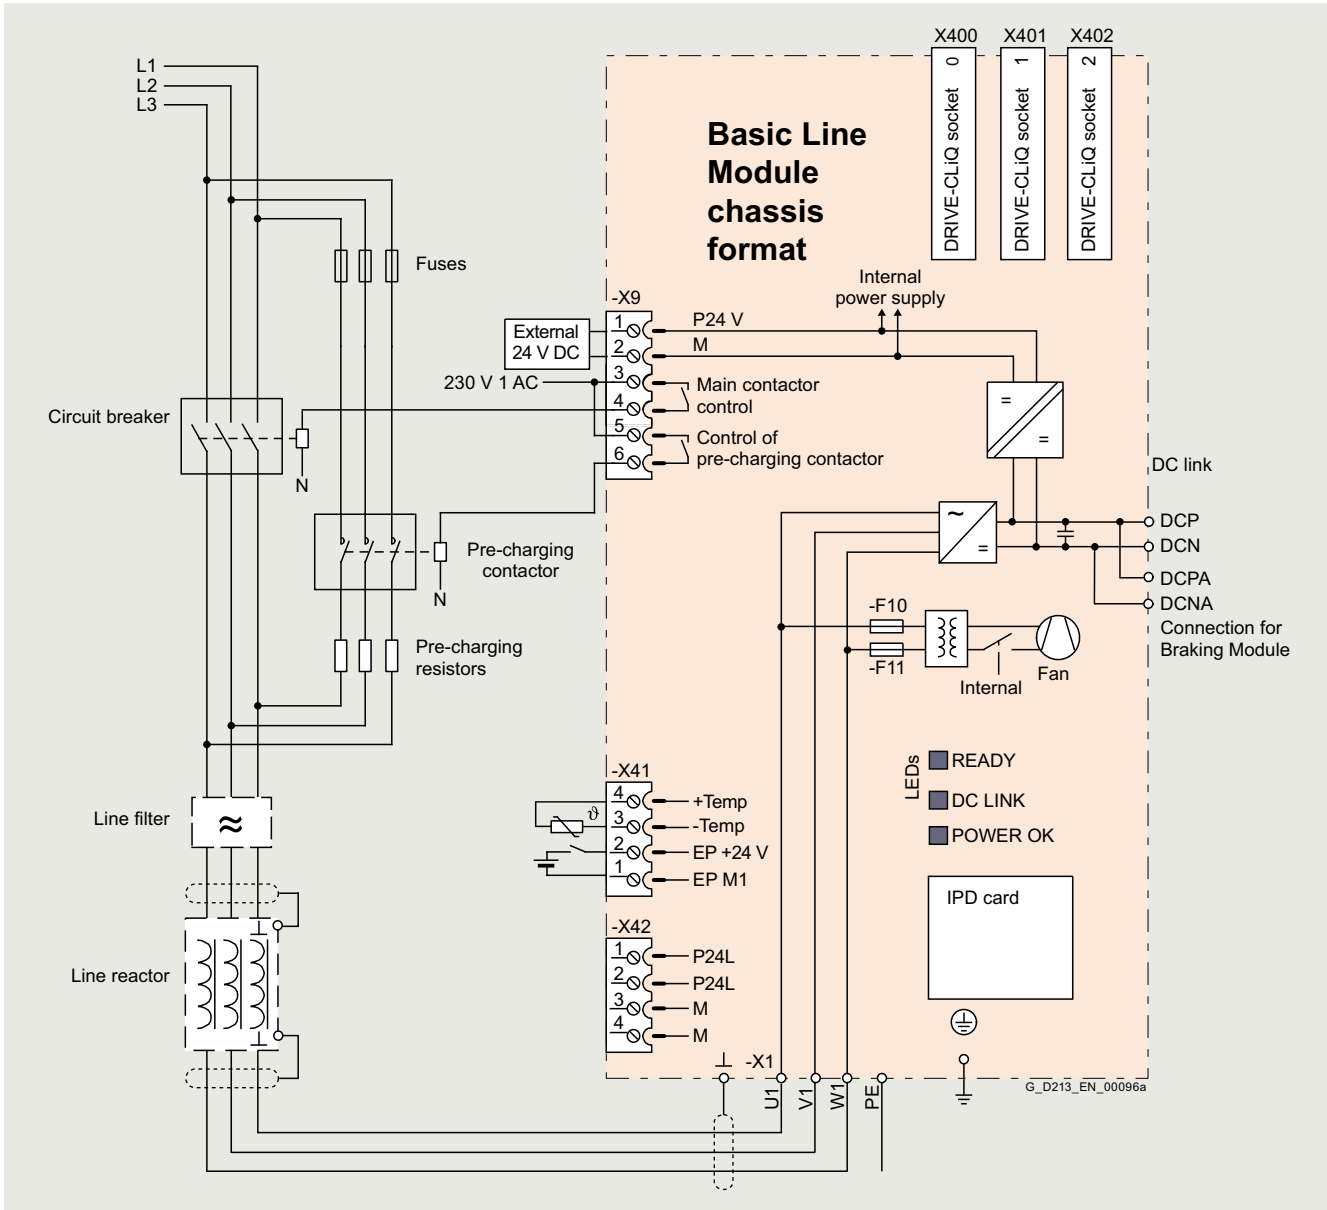 X400
X401
X402
L1
L2
L3
DRIVE-CLiQ socket 0
DRIVE-CLiQ socket 1
DRIVE-CLiQ socket 2
Basic Line
Module
chassis
format
Fuses
Internal
power supply
-X9
External
24 V DC
1
P24 V
2
M
230 V 1 AC
3
Main contactor
control
4
5
Control of
pre-charging contactor
6
Circuit breaker
N
=
=
DC link
~
=
DCP
DCN
DCPA
DCNA
Connection for
Braking Module
Pre-charging
contactor
N
-F10
-F11
Internal
Fan
Pre-charging
resistors
LEDs
READY
DC LINK
POWER OK
-X41
4
+Temp
ϑ
3
-Temp
2
EP +24 V
1
EP M1
Line filter
≈
IPD card
-X42
1
P24L
2
P24L
3
M
4
M
Line reactor
-X1
U1
V1
W1
PE
G_D213_EN_00096a